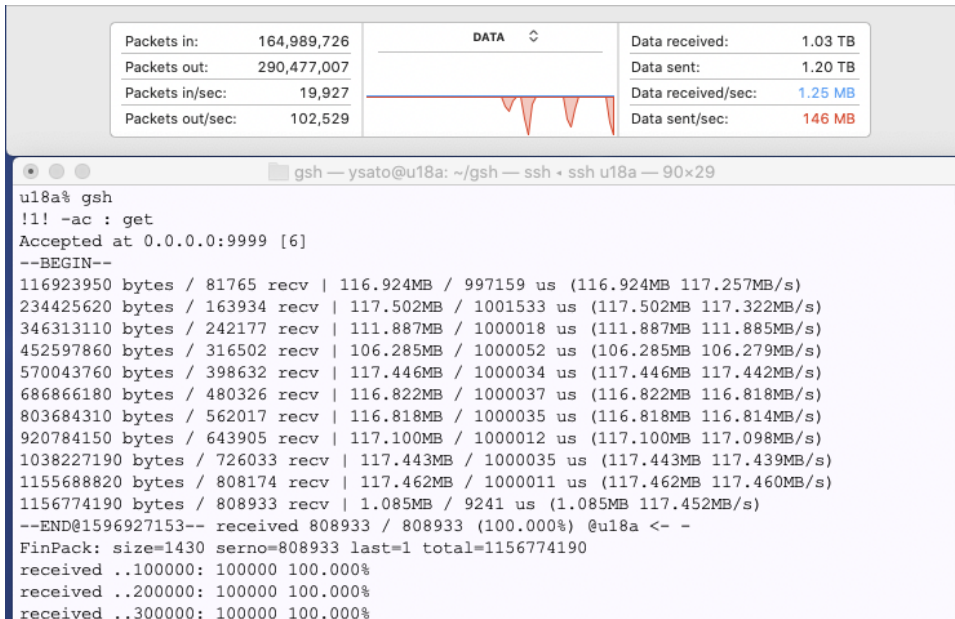 Packets in: 164,989,726
Packets out: 290,477,007
Packets in/sec: 19,927
Packets out/sec: 102,529
DATA
Data received: 1.03 TB
Data sent: 1.20 TB
Data received/sec: 1.25 MB
Data sent/sec: 146 MB
gsh — ysato@u18a: ~/gsh — ssh ◂ ssh u18a — 90×29
u18a% gsh
!1! -ac : get
Accepted at 0.0.0.0:9999 [6]
--BEGIN--
116923950 bytes / 81765 recv | 116.924MB / 997159 us (116.924MB 117.257MB/s)
234425620 bytes / 163934 recv | 117.502MB / 1001533 us (117.502MB 117.322MB/s)
346313110 bytes / 242177 recv | 111.887MB / 1000018 us (111.887MB 111.885MB/s)
452597860 bytes / 316502 recv | 106.285MB / 1000052 us (106.285MB 106.279MB/s)
570043760 bytes / 398632 recv | 117.446MB / 1000034 us (117.446MB 117.442MB/s)
686866180 bytes / 480326 recv | 116.822MB / 1000037 us (116.822MB 116.818MB/s)
803684310 bytes / 562017 recv | 116.818MB / 1000035 us (116.818MB 116.814MB/s)
920784150 bytes / 643905 recv | 117.100MB / 1000012 us (117.100MB 117.098MB/s)
1038227190 bytes / 726033 recv | 117.443MB / 1000035 us (117.443MB 117.439MB/s)
1155688820 bytes / 808174 recv | 117.462MB / 1000011 us (117.462MB 117.460MB/s)
1156774190 bytes / 808933 recv | 1.085MB / 9241 us (1.085MB 117.452MB/s)
--END@1596927153-- received 808933 / 808933 (100.000%) @u18a <- -
FinPack: size=1430 serno=808933 last=1 total=1156774190
received ..100000: 100000 100.000%
received ..200000: 100000 100.000%
received ..300000: 100000 100.000%